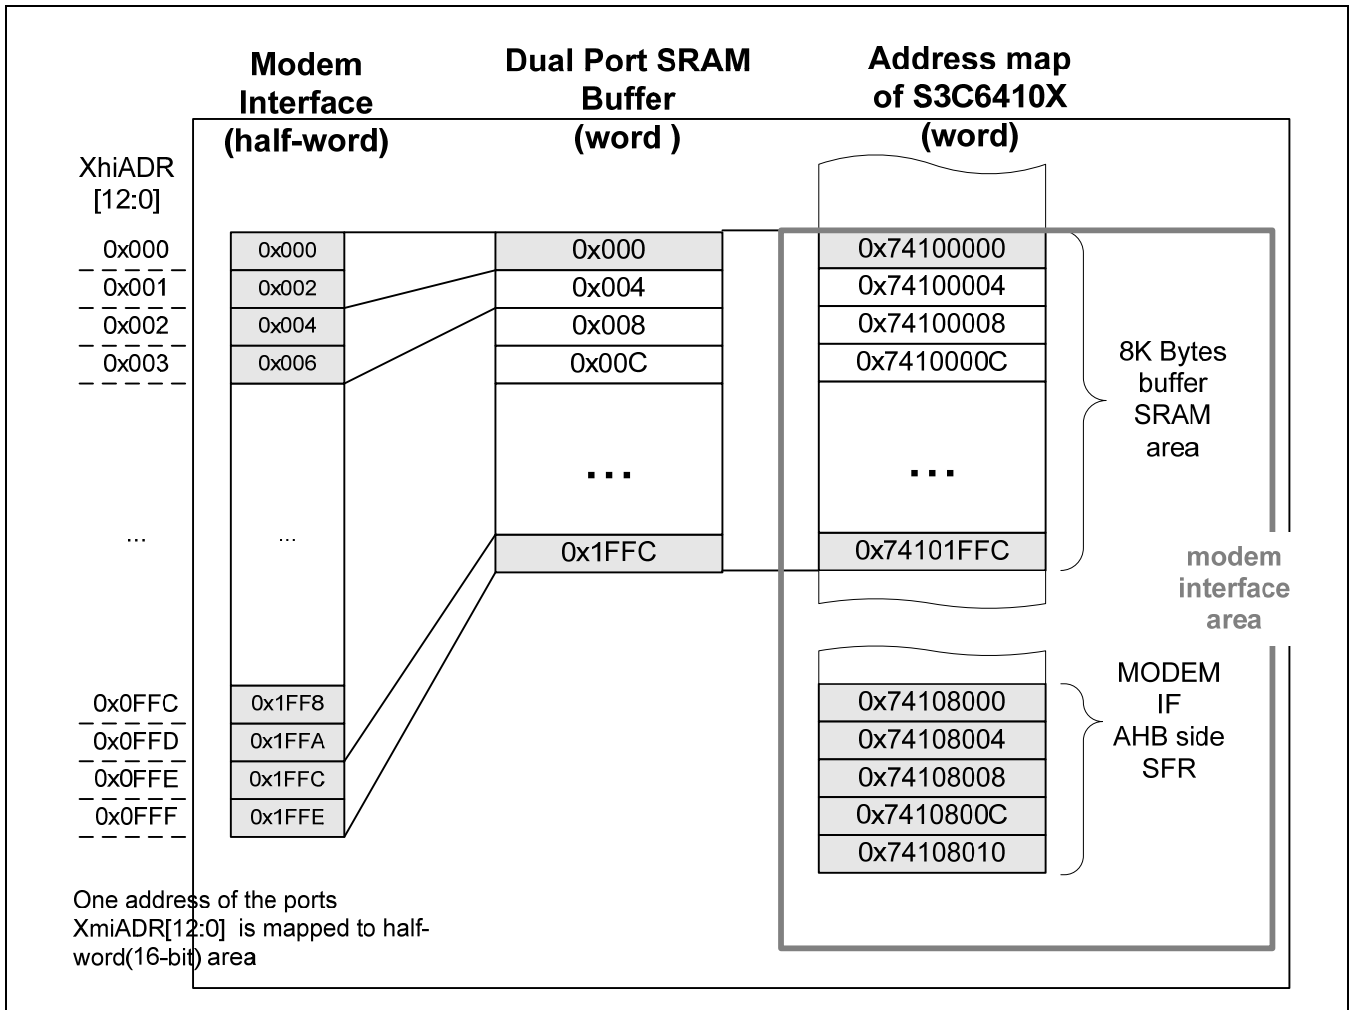 Modem
Interface
(half-word)
Dual Port SRAM
Buffer
(word )
Address map
of S3C6410X
(word)
XhiADR
[12:0]
0x000
0x001
0x002
0x003
...
0x0FFC
0x0FFD
0x0FFE
0x0FFF
0x000
0x002
0x004
0x006
...
0x1FF8
0x1FFA
0x1FFC
0x1FFE
0x000
0x004
0x008
0x00C
...
0x1FFC
0x74100000
0x74100004
0x74100008
0x7410000C
...
0x74101FFC
0x74108000
0x74108004
0x74108008
0x7410800C
0x74108010
8K Bytes
buffer
SRAM
area
modem
interface
area
MODEM
IF
AHB side
SFR
One address of the ports
XmiADR[12:0] is mapped to half-
word(16-bit) area